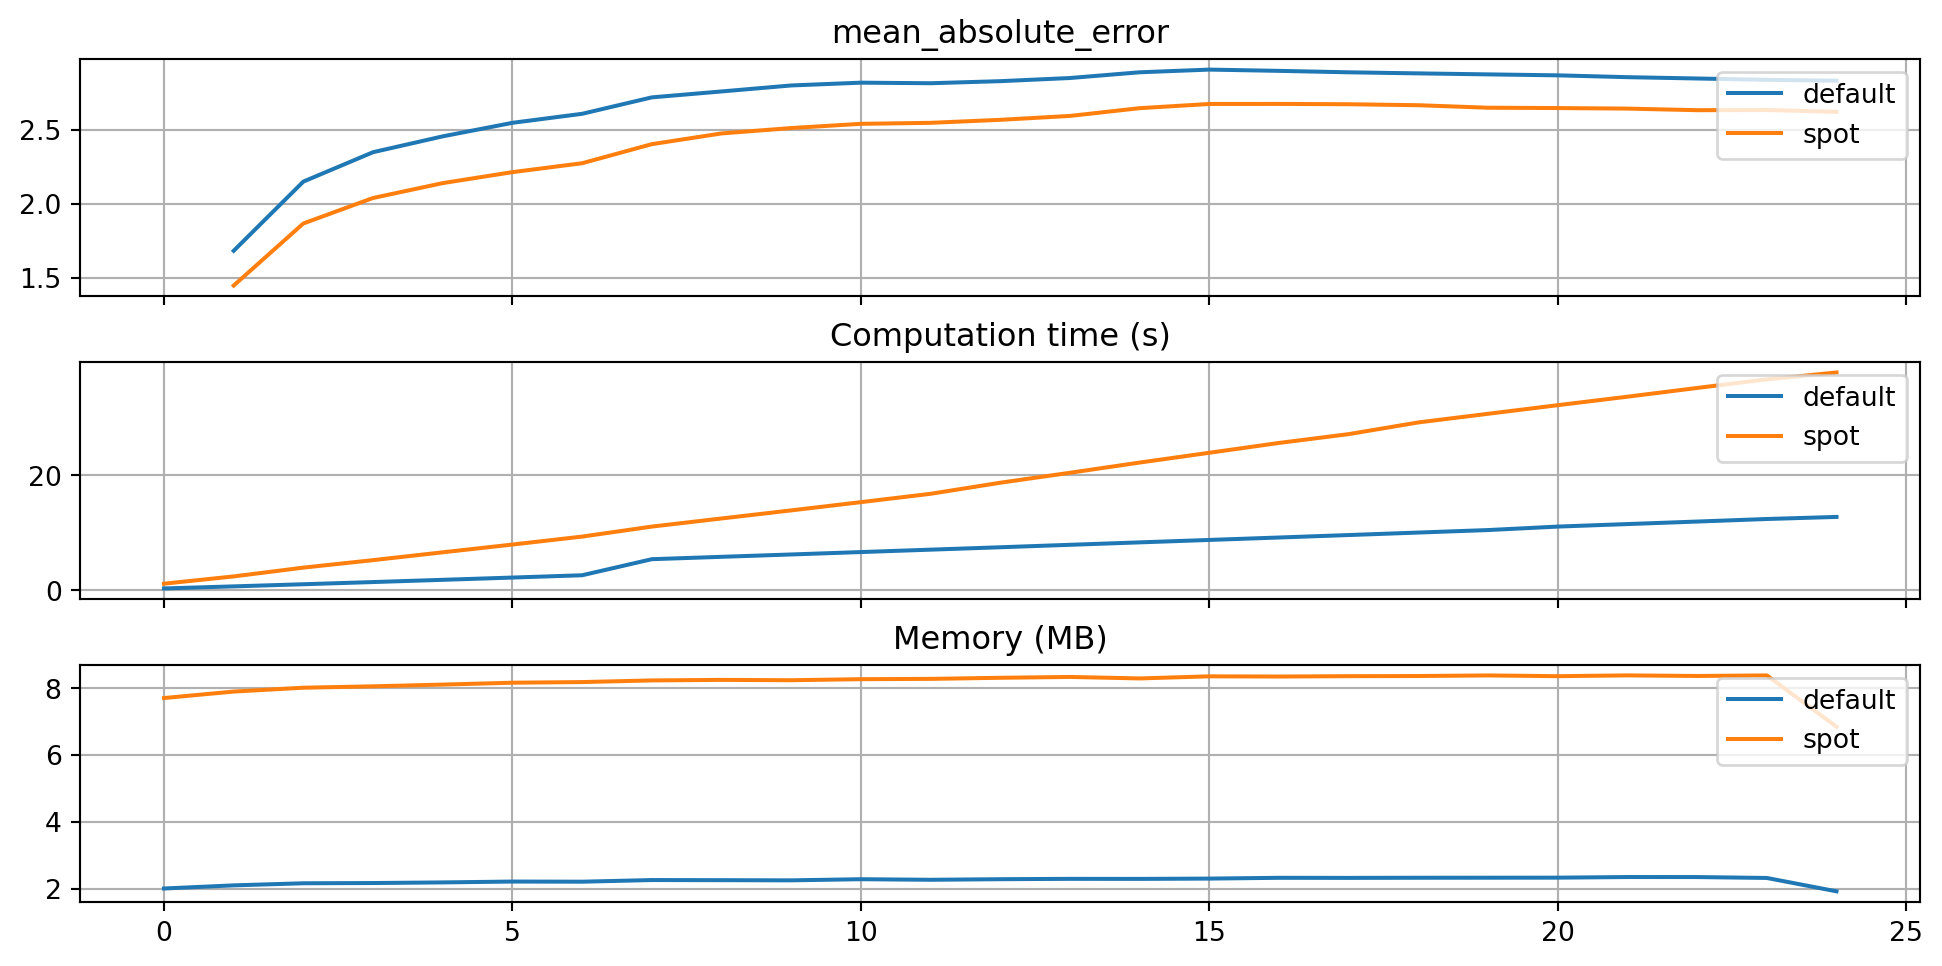 mean_absolute_error
2.5
2.0
1.5
default
spot
Computation time (s)
20
0
default
spot
Memory (MB)
8
6
4
2
default
spot
0 5 10 15 20 25